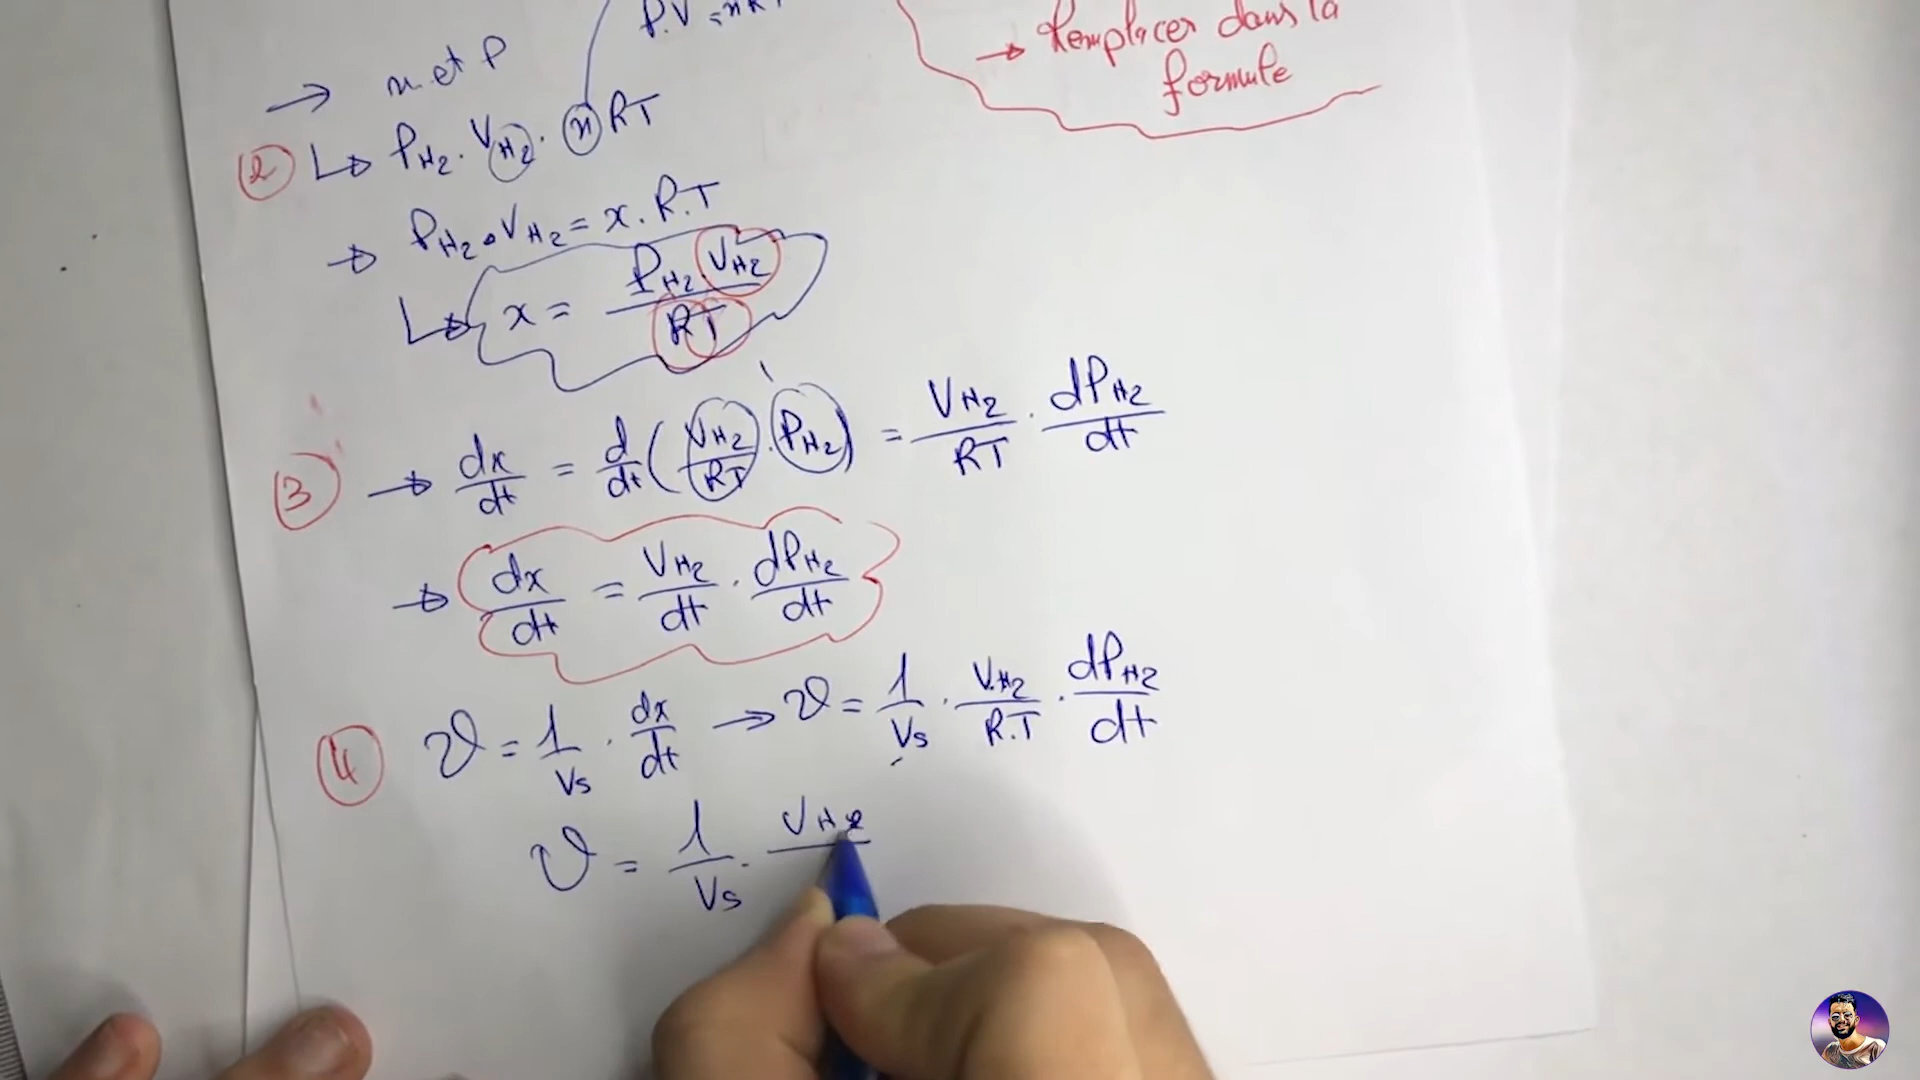 P.V = nRT
→ Remplacer dans la
formule
→ n et P
② ↳ P_H2 . V_H2 . n RT
→ P_H2 . V_H2 = x . R.T
↳ x = P_H2 . V_H2 / RT
③ → dx/dt = d/dt ( V_H2/RT . P_H2 ) = V_H2/RT . dP_H2/dt
→ dx/dt = V_H2/dt . dP_H2/dt
④ v = 1/Vs . dx/dt → v = 1/Vs . V_H2/R.T . dP_H2/dt
v = 1/Vs . V_H2